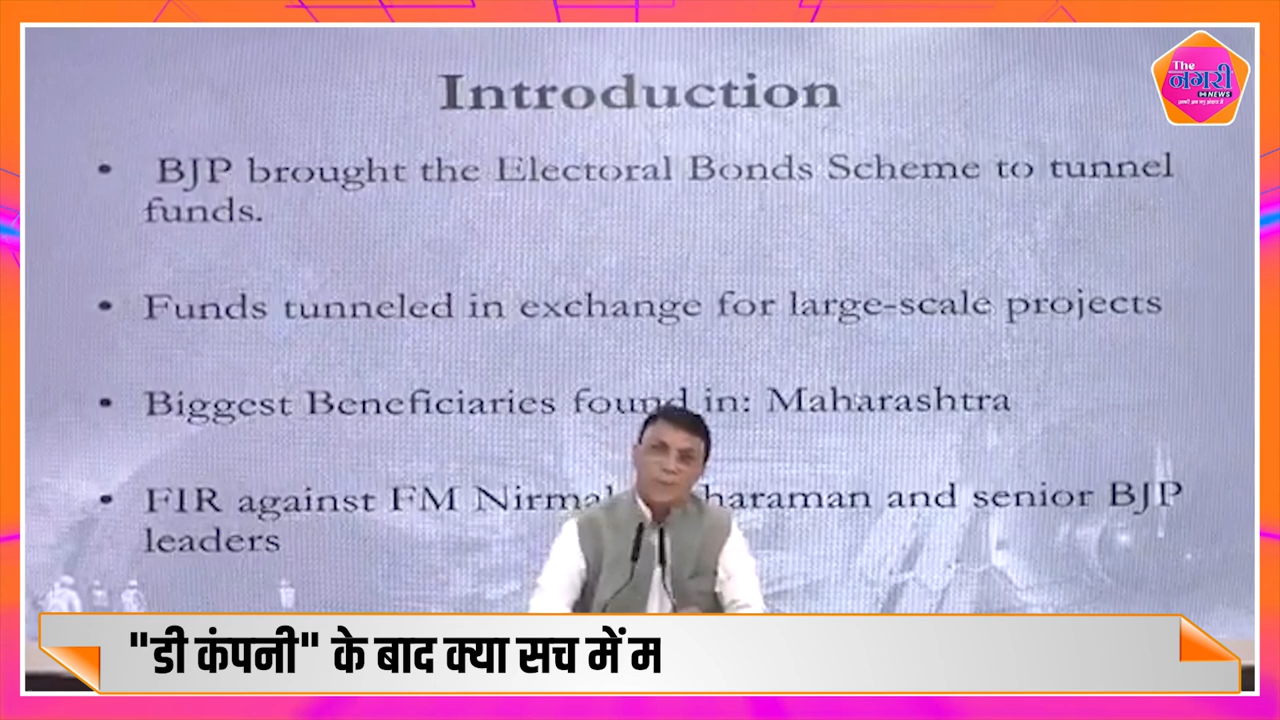 The
नगरी
NEWS
Introduction
• BJP brought the Electoral Bonds Scheme to tunnel
funds.
• Funds tunneled in exchange for large-scale projects
• Biggest Beneficiaries found in: Maharashtra
• FIR against FM Nirmal haraman and senior BJP
leaders
"डी कंपनी" के बाद क्या सच में म